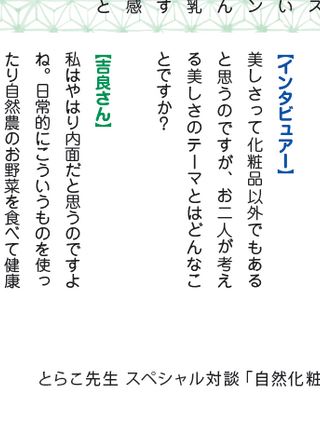 ス
い
ン
ん
乳
す
感
と
【インタビュアー】
美しさって化粧品以外でもある
と思うのですが、お二人が考え
る美しさのテーマとはどんなこ
とですか？
【吉良さん】
私はやはり内面だと思うのですよ
ね。日常的にこういうものを使っ
たり自然農のお野菜を食べて健康
とらこ先生 スペシャル対談「自然化粧